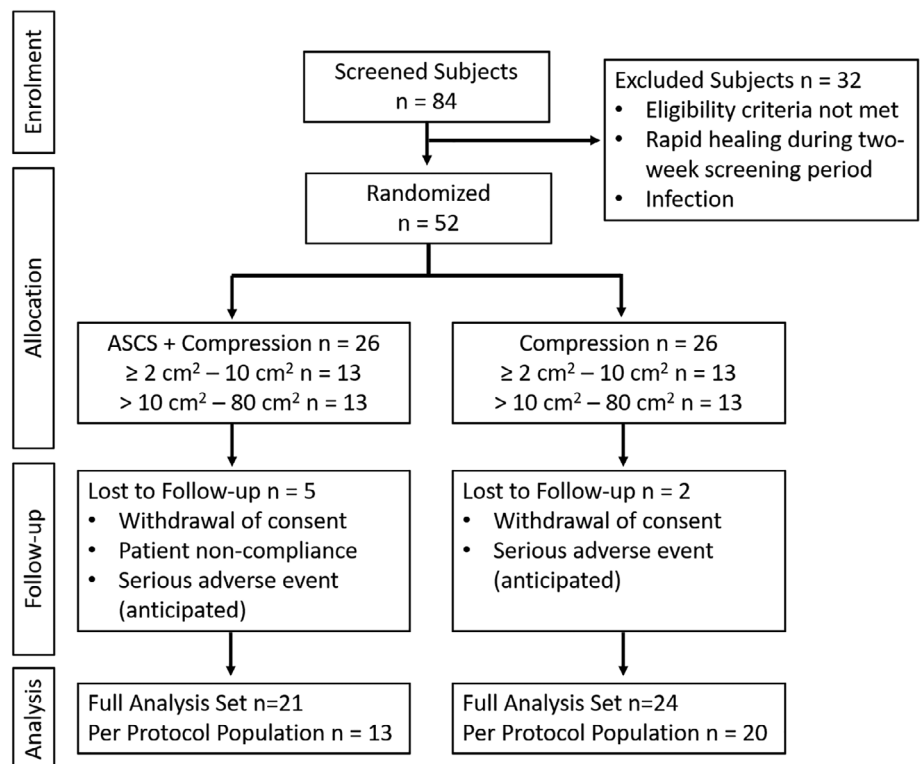 Enrolment
Screened Subjects
n = 84
Excluded Subjects n = 32
• Eligibility criteria not met
• Rapid healing during two-
week screening period
• Infection
Allocation
Randomized
n = 52
ASCS + Compression n = 26
≥ 2 cm² – 10 cm² n = 13
> 10 cm² – 80 cm² n = 13
Compression n = 26
≥ 2 cm² – 10 cm² n = 13
> 10 cm² – 80 cm² n = 13
Follow-up
Lost to Follow-up n = 5
• Withdrawal of consent
• Patient non-compliance
• Serious adverse event
(anticipated)
Lost to Follow-up n = 2
• Withdrawal of consent
• Serious adverse event
(anticipated)
Analysis
Full Analysis Set n=21
Per Protocol Population n = 13
Full Analysis Set n=24
Per Protocol Population n = 20